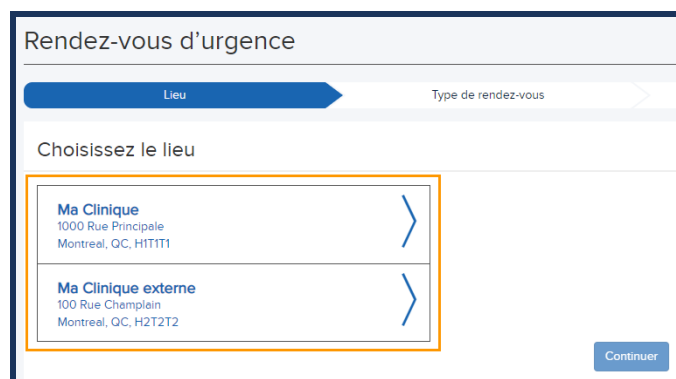 Rendez-vous d'urgence
Lieu
Type de rendez-vous
Choisissez le lieu
Ma Clinique
1000 Rue Principale
Montreal, QC, H1T1T1
Ma Clinique externe
100 Rue Champlain
Montreal, QC, H2T2T2
Continuer